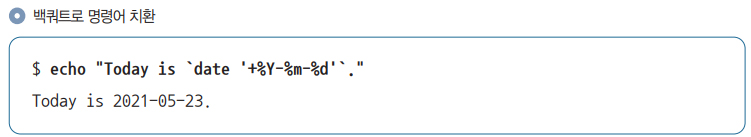 백쿼트로 명령어 치환
$ echo "Today is `date '+%Y-%m-%d'`."
Today is 2021-05-23.